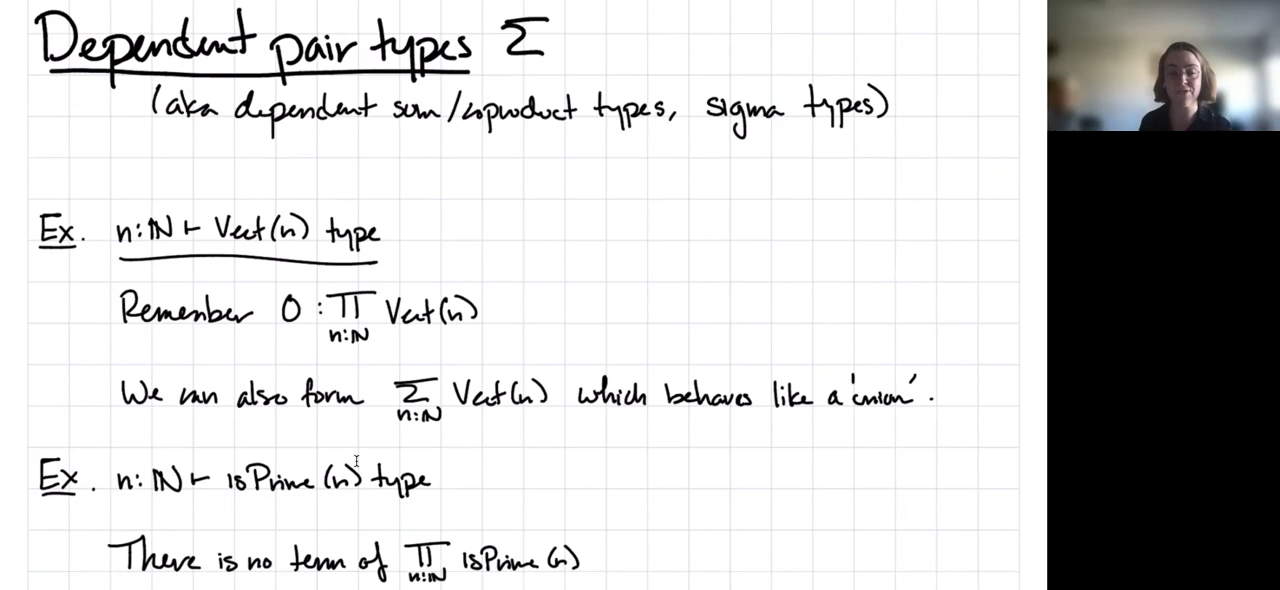 Dependent pair types Σ
(aka dependent sum/coproduct types, sigma types)
Ex. n:ℕ ⊢ Vect(n) type
Remember 0 : Π Vect(n)
n:ℕ
We can also form Σ Vect(n) which behaves like a 'union'.
n:ℕ
Ex. n:ℕ ⊢ isPrime(n) type
There is no term of Π isPrime(n)
n:ℕ